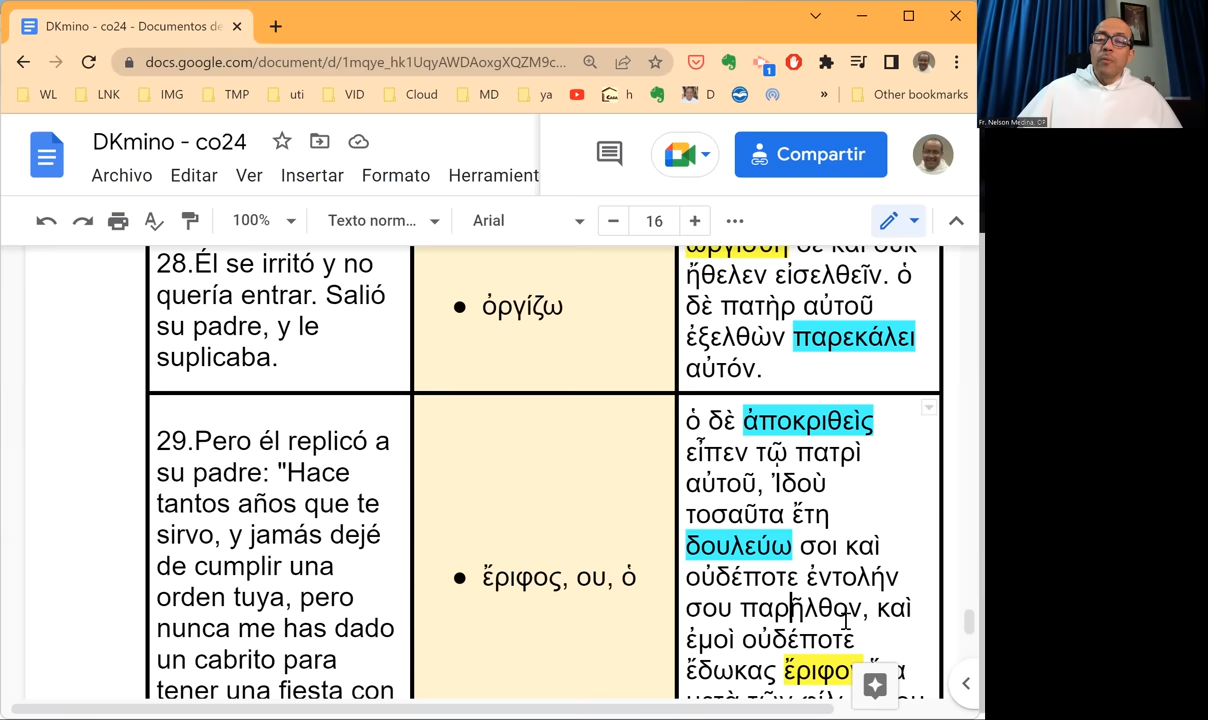 DKmino - co24 - Documentos de
docs.google.com/document/d/1mqye_hk1UqyAWDAoxgXQZM9c...
1
WL LNK IMG TMP uti VID Cloud MD ya h D » Other bookmarks
Fr. Nelson Medina, OP
DKmino - co24
Compartir
Archivo Editar Ver Insertar Formato Herramient
100% Texto norm... Arial 16
28.Él se irritó y no
quería entrar. Salió
su padre, y le
suplicaba.
ὀργίζω
ὠργίσθη δὲ καὶ οὐκ
ἤθελεν εἰσελθεῖν. ὁ
δὲ πατὴρ αὐτοῦ
ἐξελθὼν παρεκάλει
αὐτόν.
29.Pero él replicó a
su padre: "Hace
tantos años que te
sirvo, y jamás dejé
de cumplir una
orden tuya, pero
nunca me has dado
un cabrito para
tener una fiesta con
ἔριφος, ου, ὁ
ὁ δὲ ἀποκριθεὶς
εἶπεν τῷ πατρὶ
αὐτοῦ, Ἰδοὺ
τοσαῦτα ἔτη
δουλεύω σοι καὶ
οὐδέποτε ἐντολήν
σου παρῆλθον, καὶ
ἐμοὶ οὐδέποτε
ἔδωκας ἔριφον